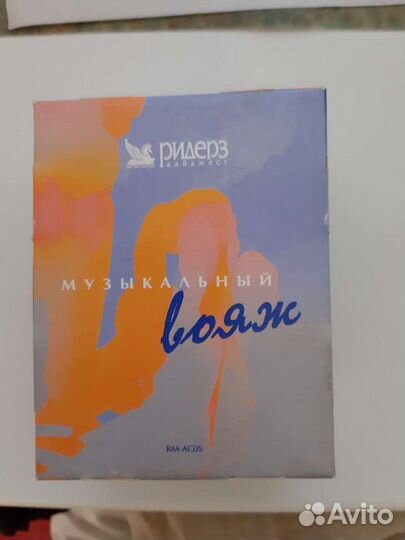 Ридерз
Дайджест
МУЗЫКАЛЬНЫЙ
вояж
RM-AC05
Avito